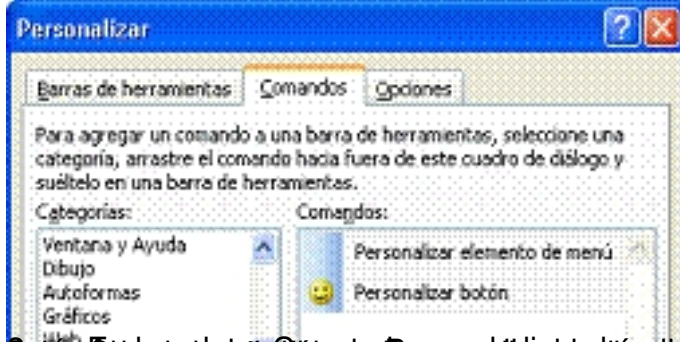 Personalizar
Barras de herramientas Comandos Opciones
Para agregar un comando a una barra de herramientas, seleccione una
categoría, arrastre el comando hacia fuera de este cuadro de diálogo y
suéltelo en una barra de herramientas.
Categorías: Comandos:
Ventana y Ayuda
Personalizar elemento de menú
Dibujo
Autoformas
Personalizar botón
Gráficos